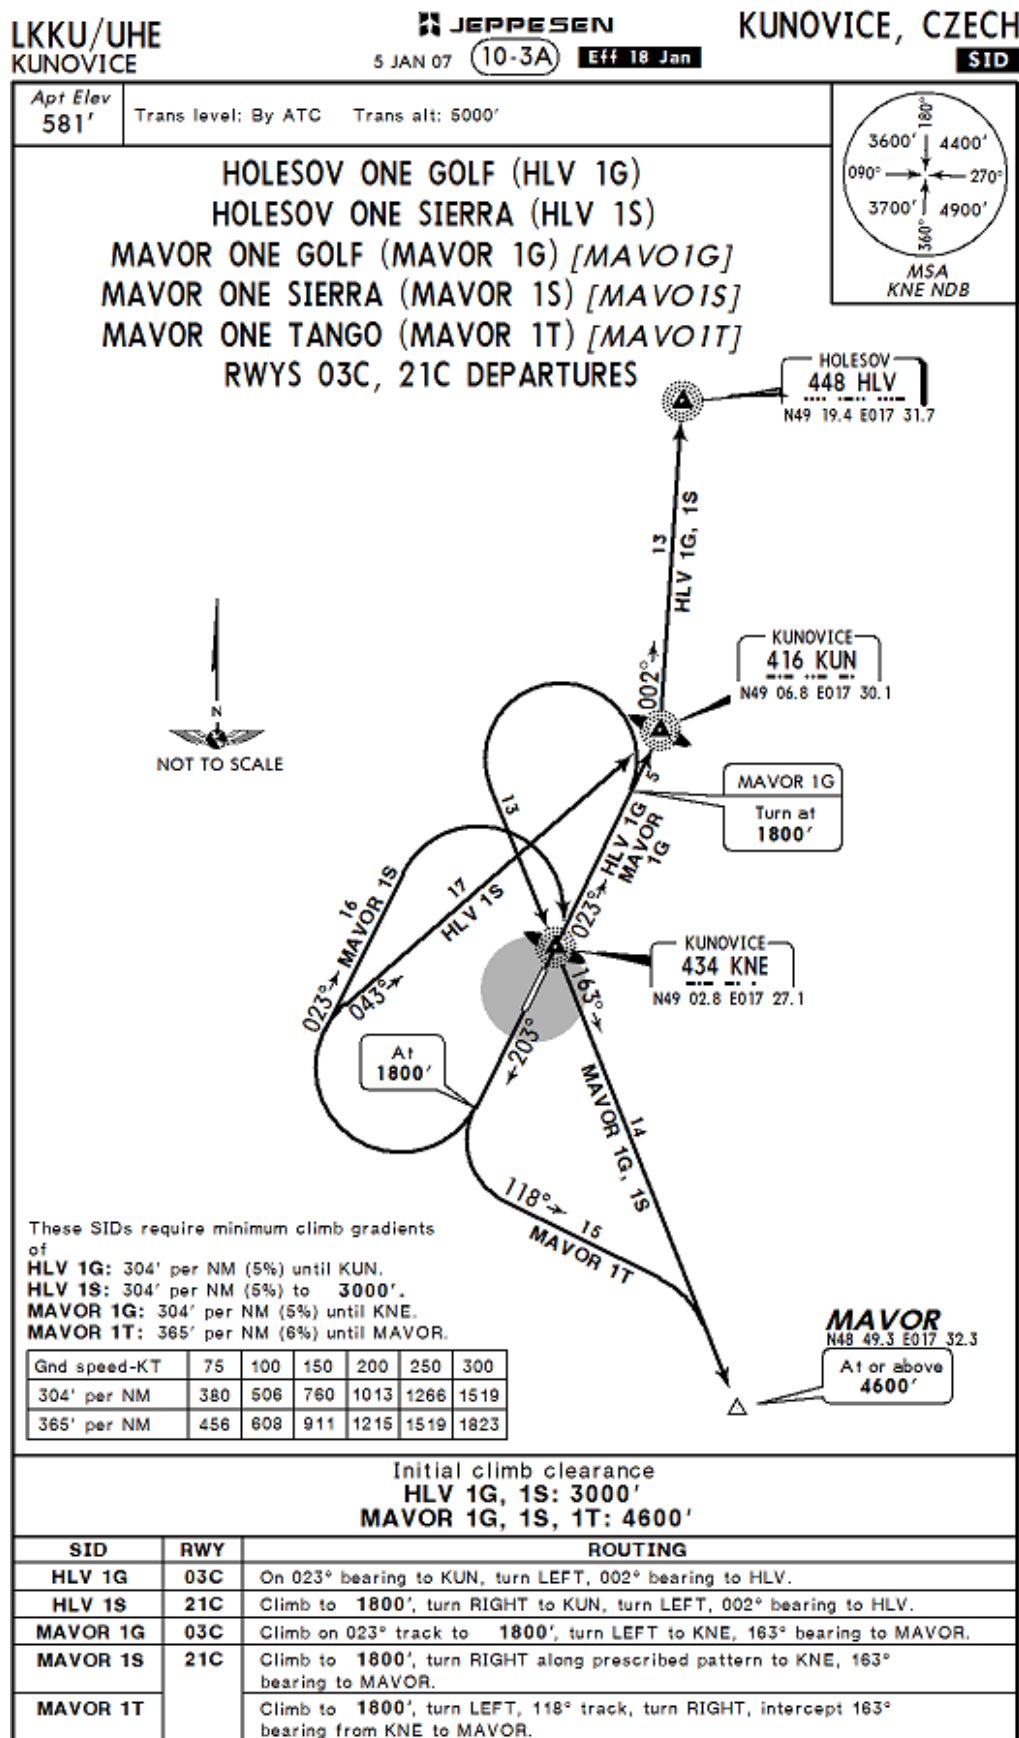 LKKU/UHE
KUNOVICE
JEPPESEN
5 JAN 07
10-3A
Eff 18 Jan
KUNOVICE, CZECH
SID
Apt Elev
581'
Trans level: By ATC Trans alt: 5000'
180°
3600' 4400'
090° 270°
3700' 4900'
360°
MSA
KNE NDB
HOLESOV ONE GOLF (HLV 1G)
HOLESOV ONE SIERRA (HLV 1S)
MAVOR ONE GOLF (MAVOR 1G) [MAVO1G]
MAVOR ONE SIERRA (MAVOR 1S) [MAVO1S]
MAVOR ONE TANGO (MAVOR 1T) [MAVO1T]
RWYS 03C, 21C DEPARTURES
HOLESOV
448 HLV
N49 19.4 E017 31.7
13
HLV 1G, 1S
002°
KUNOVICE
416 KUN
N49 06.8 E017 30.1
N
NOT TO SCALE
MAVOR 1G
Turn at
1800'
5
HLV 1G
MAVOR
1G
023°
13
17
HLV 1S
043°
16
MAVOR 1S
023°
KUNOVICE
434 KNE
N49 02.8 E017 27.1
163°
203°
At
1800'
14
MAVOR 1G, 1S
118°
15
MAVOR 1T
MAVOR
N48 49.3 E017 32.3
At or above
4600'
These SIDs require minimum climb gradients
of
HLV 1G: 304' per NM (5%) until KUN.
HLV 1S: 304' per NM (5%) to 3000'.
MAVOR 1G: 304' per NM (5%) until KNE.
MAVOR 1T: 365' per NM (6%) until MAVOR.
Gnd speed-KT 75 100 150 200 250 300
304' per NM 380 506 760 1013 1266 1519
365' per NM 456 608 911 1215 1519 1823
Initial climb clearance
HLV 1G, 1S: 3000'
MAVOR 1G, 1S, 1T: 4600'
SID RWY ROUTING
HLV 1G 03C On 023° bearing to KUN, turn LEFT, 002° bearing to HLV.
HLV 1S 21C Climb to 1800', turn RIGHT to KUN, turn LEFT, 002° bearing to HLV.
MAVOR 1G 03C Climb on 023° track to 1800', turn LEFT to KNE, 163° bearing to MAVOR.
MAVOR 1S 21C Climb to 1800', turn RIGHT along prescribed pattern to KNE, 163°
bearing to MAVOR.
MAVOR 1T Climb to 1800', turn LEFT, 118° track, turn RIGHT, intercept 163°
bearing from KNE to MAVOR.